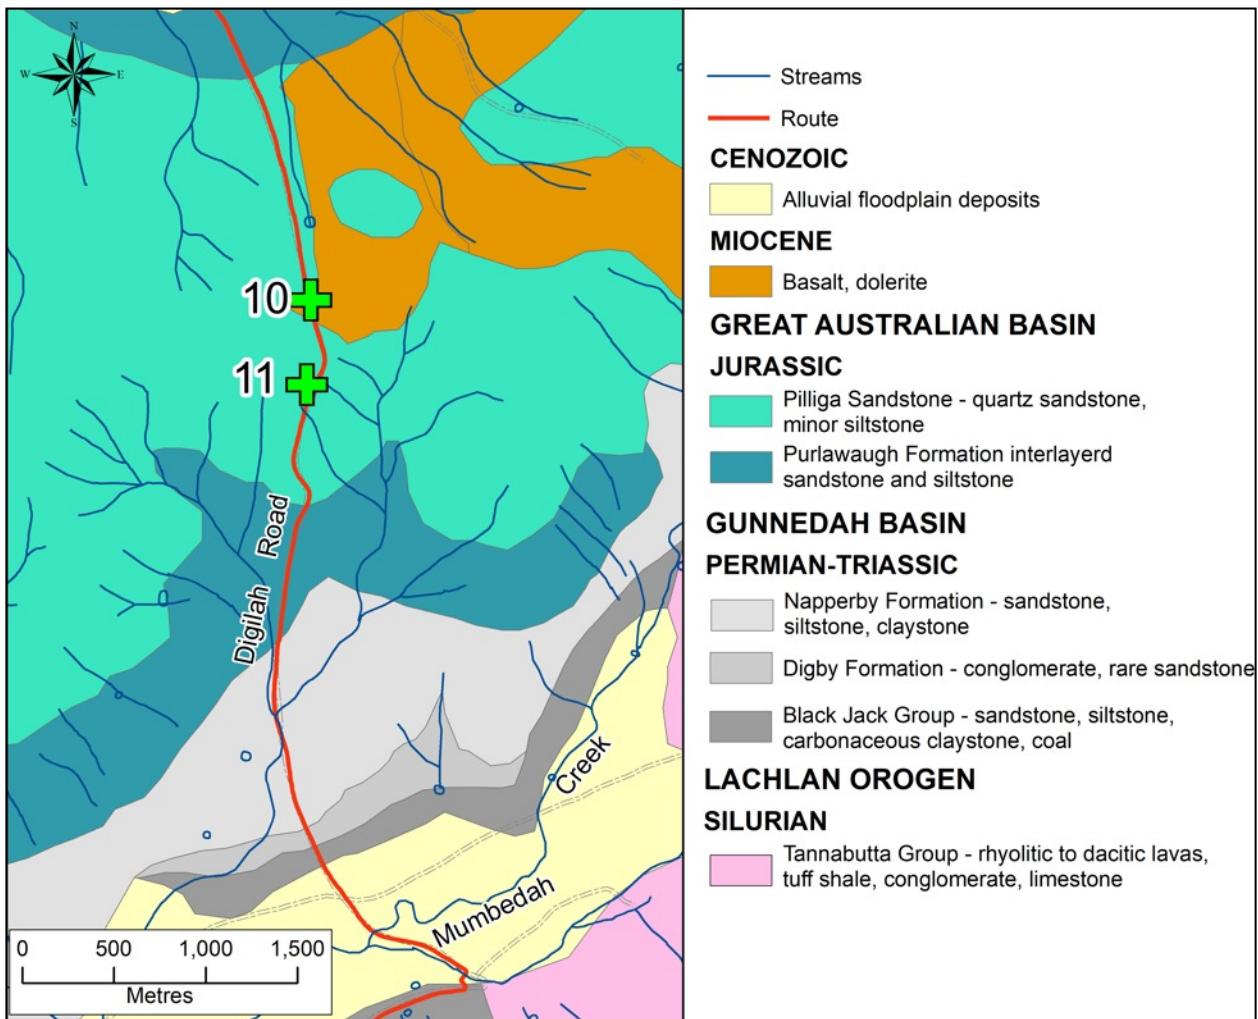 N
W E
S
10
11
Digilah Road
Creek
Mumbedah
0 500 1,000 1,500
Metres
Streams
Route
CENOZOIC
Alluvial floodplain deposits
MIOCENE
Basalt, dolerite
GREAT AUSTRALIAN BASIN
JURASSIC
Pilliga Sandstone - quartz sandstone,
minor siltstone
Purlawaugh Formation interlayerd
sandstone and siltstone
GUNNEDAH BASIN
PERMIAN-TRIASSIC
Napperby Formation - sandstone,
siltstone, claystone
Digby Formation - conglomerate, rare sandstone
Black Jack Group - sandstone, siltstone,
carbonaceous claystone, coal
LACHLAN OROGEN
SILURIAN
Tannabutta Group - rhyolitic to dacitic lavas,
tuff shale, conglomerate, limestone